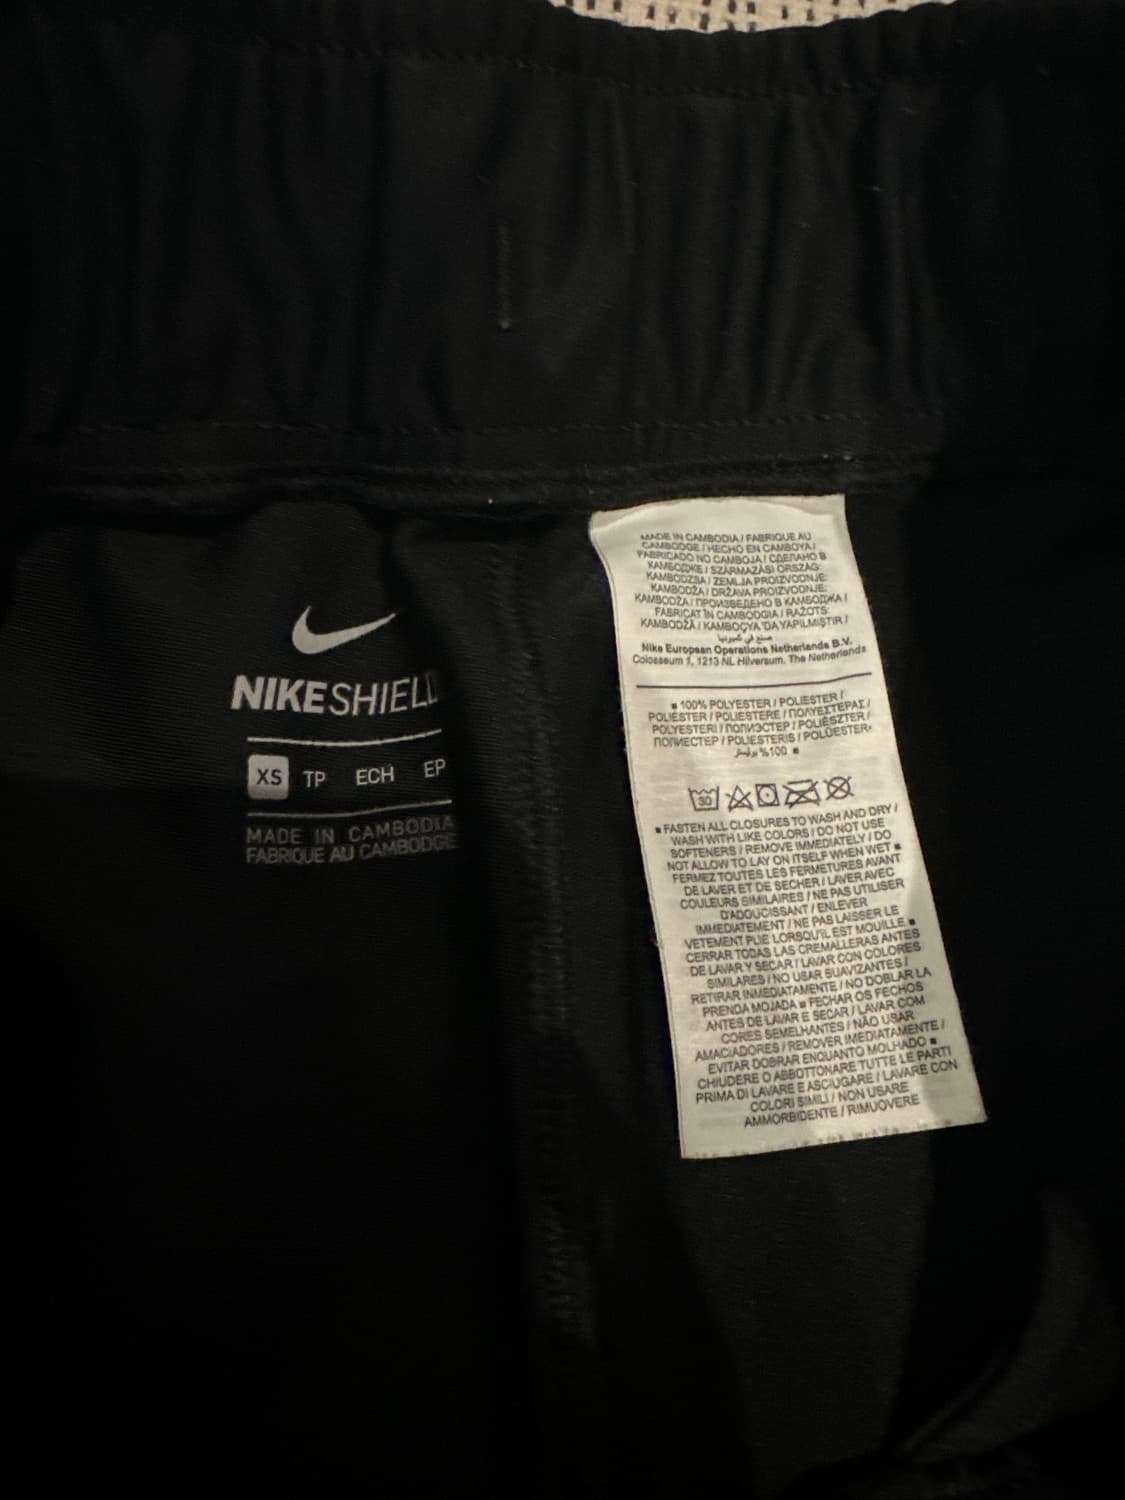 NIKESHIELD
XS TP ECH EP
MADE IN CAMBODIA
FABRIQUE AU CAMBODGE
MADE IN CAMBODIA / FABRIQUE AU
CAMBODGE / HECHO EN CAMBOYA /
FABRICADO NO CAMBOJA / СДЕЛАНО В
КАМБОДЖЕ / SZÁRMAZÁSI ORSZÁG:
KAMBODZSA / ZEMLJA PROIZVODNJE:
KAMBODŽA / DRŽAVA PROIZVODNJE:
KAMBODŽA / ПРОИЗВЕДЕНО В КАМБОДЖА /
FABRICAT ÎN CAMBODGIA / RAŽOTS:
KAMBODŽĀ / KAMBOÇYA 'DA YAPILMIŞTIR /
صنع في كمبوديا
Nike European Operations Netherlands B.V.
Colosseum 1, 1213 NL Hilversum, The Netherlands
■ 100% POLYESTER / POLIESTER /
POLIÉSTER / POLIESTERE / ΠΟΛΥΕΣΤΕΡΑΣ /
POLYESTERI / ПОЛИЭСТЕР / POLIÉSZTER /
ПОЛИЕСТЕР / POLIESTERIS / POLÜESTER
%100 بوليستر ■
30
■ FASTEN ALL CLOSURES TO WASH AND DRY /
WASH WITH LIKE COLORS / DO NOT USE
SOFTENERS / REMOVE IMMEDIATELY / DO
NOT ALLOW TO LAY ON ITSELF WHEN WET ■
FERMEZ TOUTES LES FERMETURES AVANT
DE LAVER ET DE SECHER / LAVER AVEC
COULEURS SIMILAIRES / NE PAS UTILISER
D'ADOUCISSANT / ENLEVER
IMMEDIATEMENT / NE PAS LAISSER LE
VETEMENT PLIE LORSQU'IL EST MOUILLE ■
CERRAR TODAS LAS CREMALLERAS ANTES
DE LAVAR Y SECAR / LAVAR CON COLORES
SIMILARES / NO USAR SUAVIZANTES /
RETIRAR INMEDIATAMENTE / NO DOBLAR LA
PRENDA MOJADA ■ FECHAR OS FECHOS
ANTES DE LAVAR E SECAR / LAVAR COM
CORES SEMELHANTES / NÃO USAR
AMACIADORES / REMOVER IMEDIATAMENTE /
EVITAR DOBRAR ENQUANTO MOLHADO ■
CHIUDERE O ABBOTTONARE TUTTE LE PARTI
PRIMA DI LAVARE E ASCIUGARE / LAVARE CON
COLORI SIMILI / NON USARE
AMMORBIDENTE / RIMUOVERE